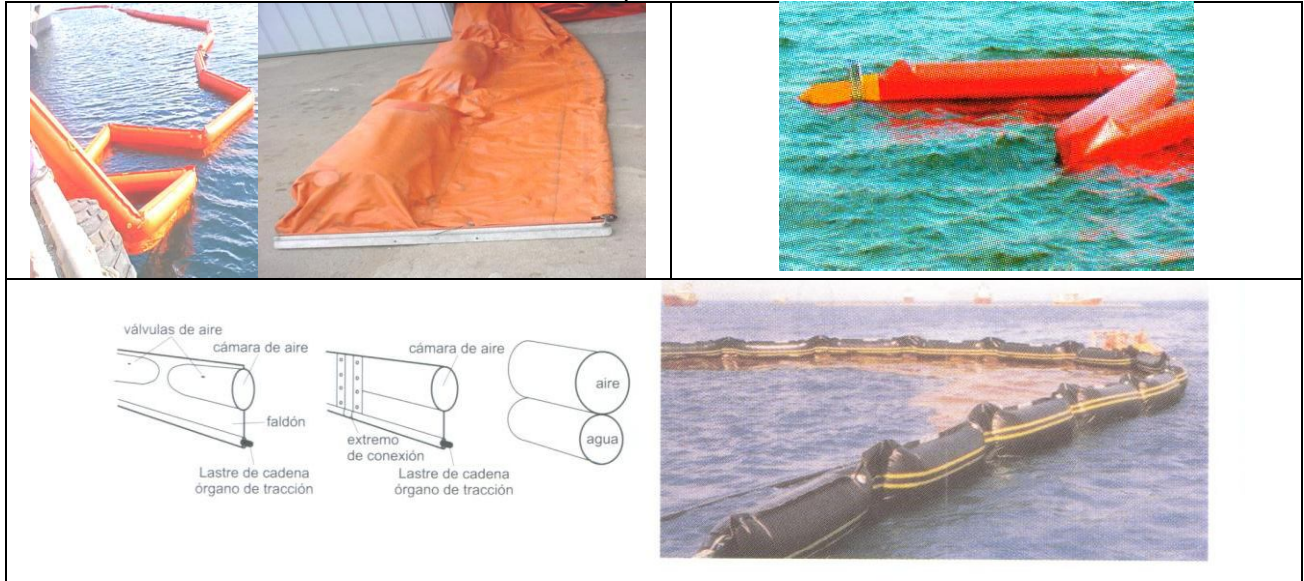 válvulas de aire
cámara de aire
faldón
Lastre de cadena
órgano de tracción
cámara de aire
extremo
de conexión
Lastre de cadena
órgano de tracción
aire
agua